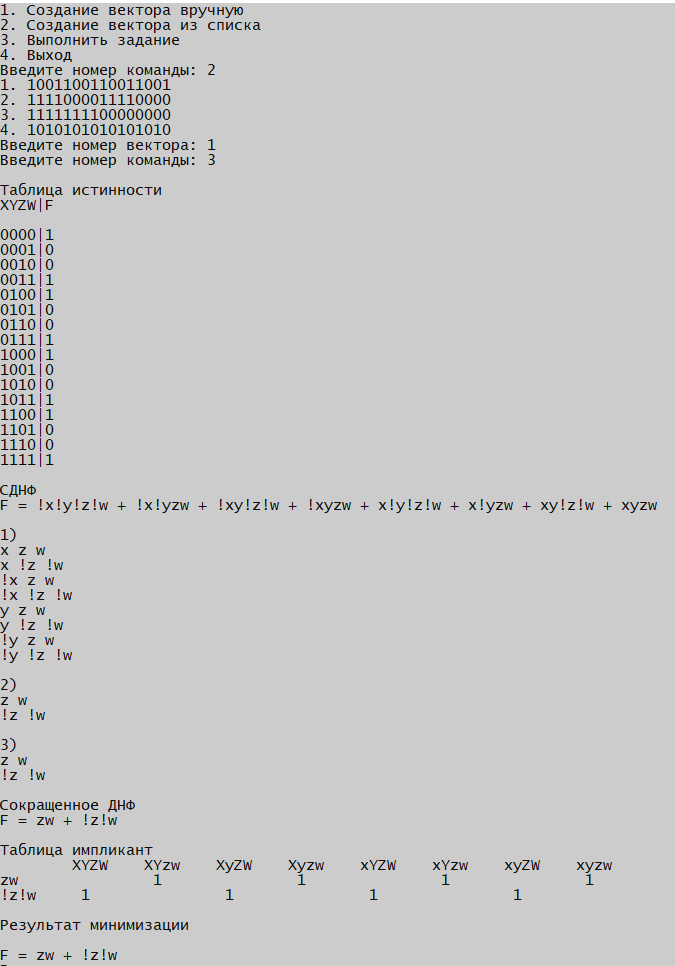 1. Создание вектора вручную
2. Создание вектора из списка
3. Выполнить задание
4. Выход
Введите номер команды: 2
1. 1001100110011001
2. 1111000011110000
3. 1111111100000000
4. 1010101010101010
Введите номер вектора: 1
Введите номер команды: 3
Таблица истинности
XYZW|F
0000|1
0001|0
0010|0
0011|1
0100|1
0101|0
0110|0
0111|1
1000|1
1001|0
1010|0
1011|1
1100|1
1101|0
1110|0
1111|1
СДНФ
F = !x!y!z!w + !x!yzw + !xy!z!w + !xyzw + x!y!z!w + x!yzw + xy!z!w + xyzw
1)
x z w
x !z !w
!x z w
!x !z !w
y z w
y !z !w
!y z w
!y !z !w
2)
z w
!z !w
3)
z w
!z !w
Сокращенное ДНФ
F = zw + !z!w
Таблица импликант
XYZW XYzw XyZW Xyzw xYZW xYzw xyZW xyzw
zw 1 1 1 1
!z!w 1 1 1 1
Результат минимизации
F = zw + !z!w